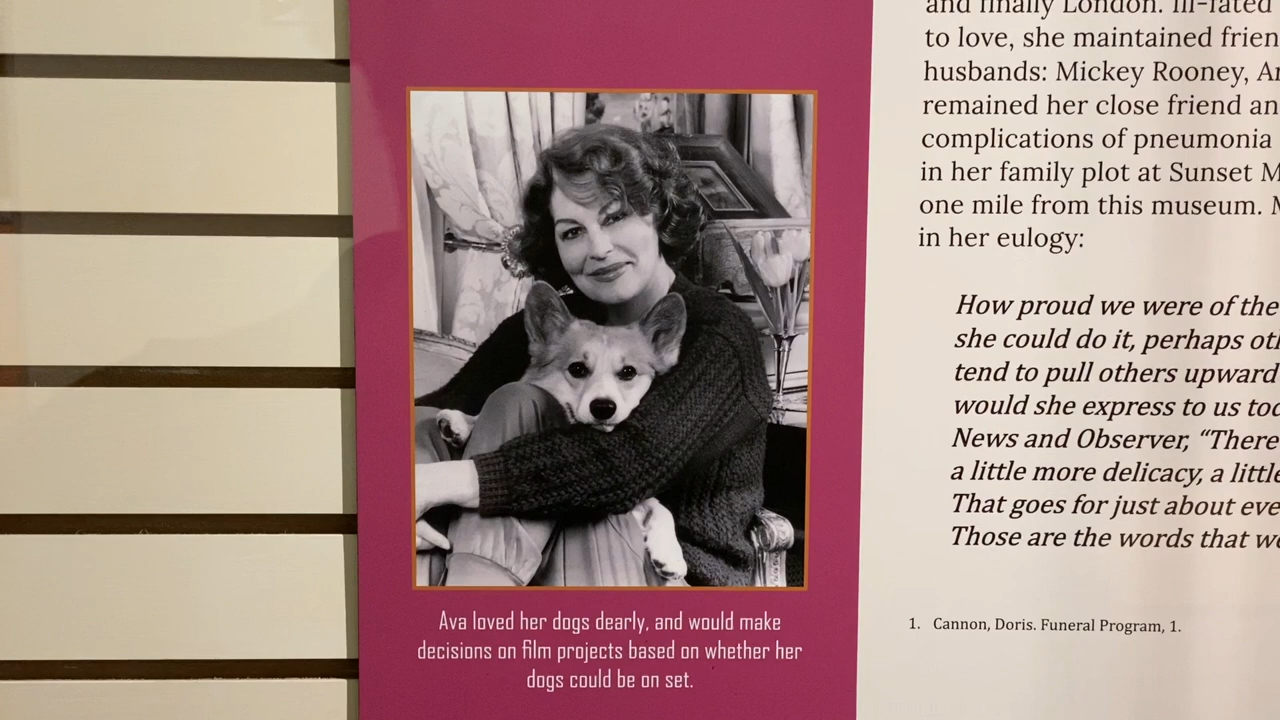 Ava loved her dogs dearly, and would make
decisions on film projects based on whether her
dogs could be on set.
and finally London. Ill-fated
to love, she maintained frien
husbands: Mickey Rooney, Ar
remained her close friend an
complications of pneumonia
in her family plot at Sunset M
one mile from this museum. M
in her eulogy:
How proud we were of the
she could do it, perhaps oth
tend to pull others upward
would she express to us tod
News and Observer, “There
a little more delicacy, a little
That goes for just about eve
Those are the words that we
1. Cannon, Doris. Funeral Program, 1.